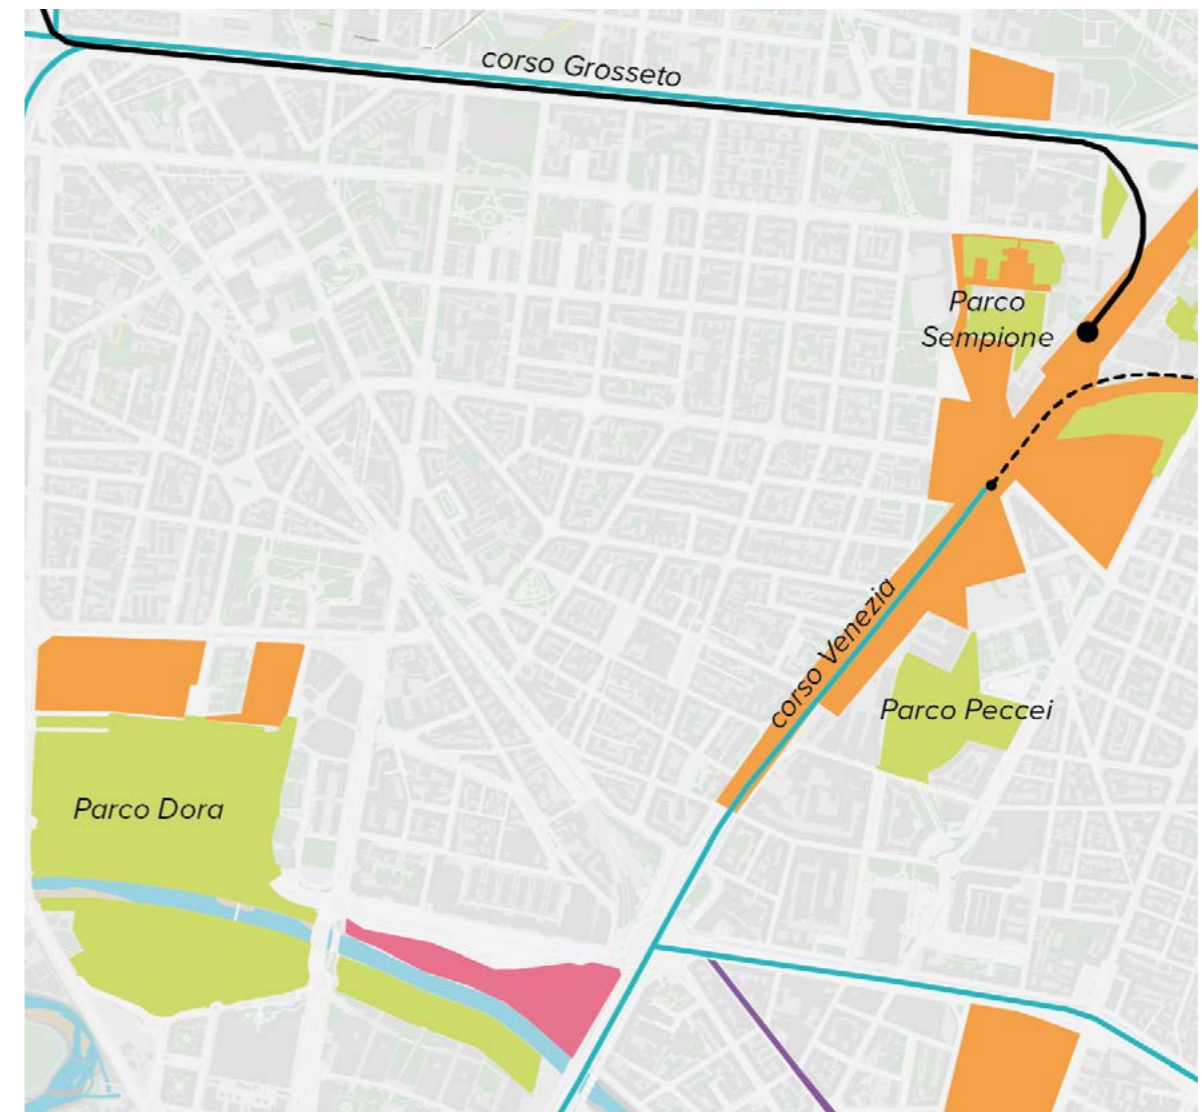 corso Grosseto
Parco
Sempione
corso Venezia
Parco Peccei
Parco Dora